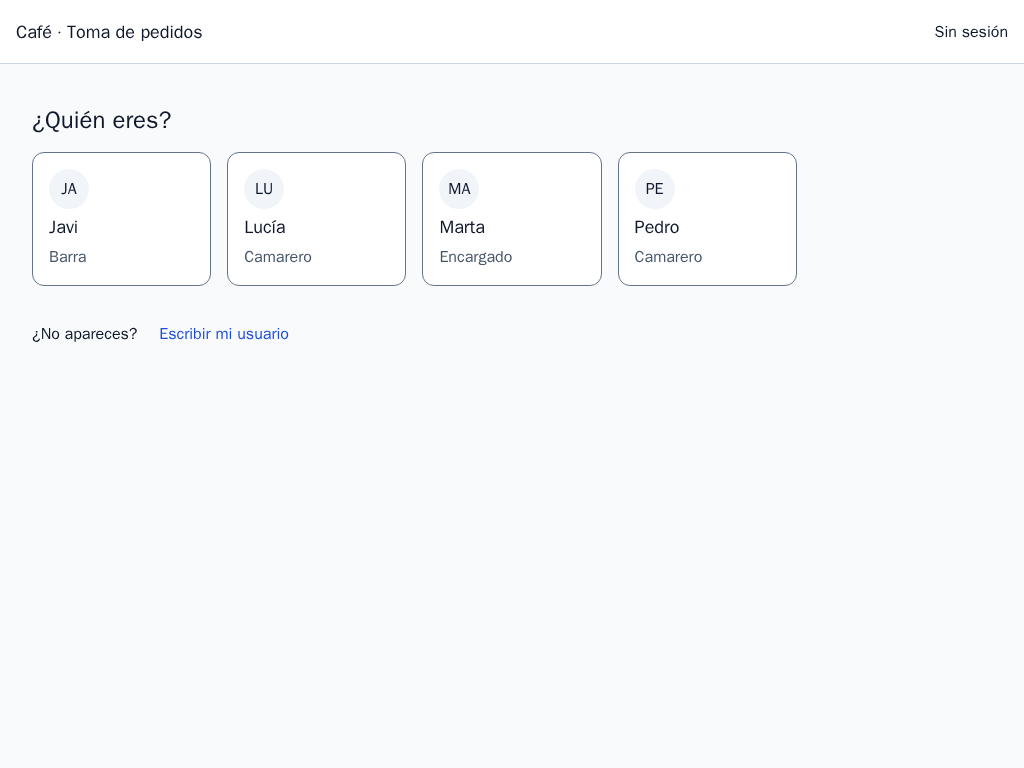 Café · Toma de pedidos
Sin sesión
¿Quién eres?
JA
Javi
Barra
LU
Lucía
Camarero
MA
Marta
Encargado
PE
Pedro
Camarero
¿No apareces? Escribir mi usuario